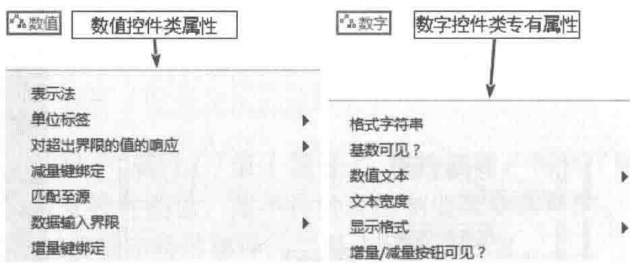 数值
数值控件类属性
表示法
单位标签
对超出界限的值的响应
减量键绑定
匹配至源
数据输入界限
增量键绑定
数字
数字控件类专有属性
格式字符串
基数可见？
数值文本
文本宽度
显示格式
增量/减量按钮可见？